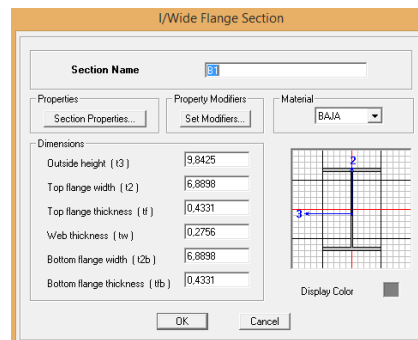 I/Wide Flange Section
Section Name B1
Properties Property Modifiers Material
Section Properties... Set Modifiers... BAJA
Dimensions
Outside height ( t3 ) 9,8425
Top flange width ( t2 ) 6,8898
Top flange thickness ( tf ) 0,4331
Web thickness ( tw ) 0,2756
Bottom flange width ( t2b ) 6,8898
Bottom flange thickness ( tfb ) 0,4331
2
3
Display Color
OK Cancel